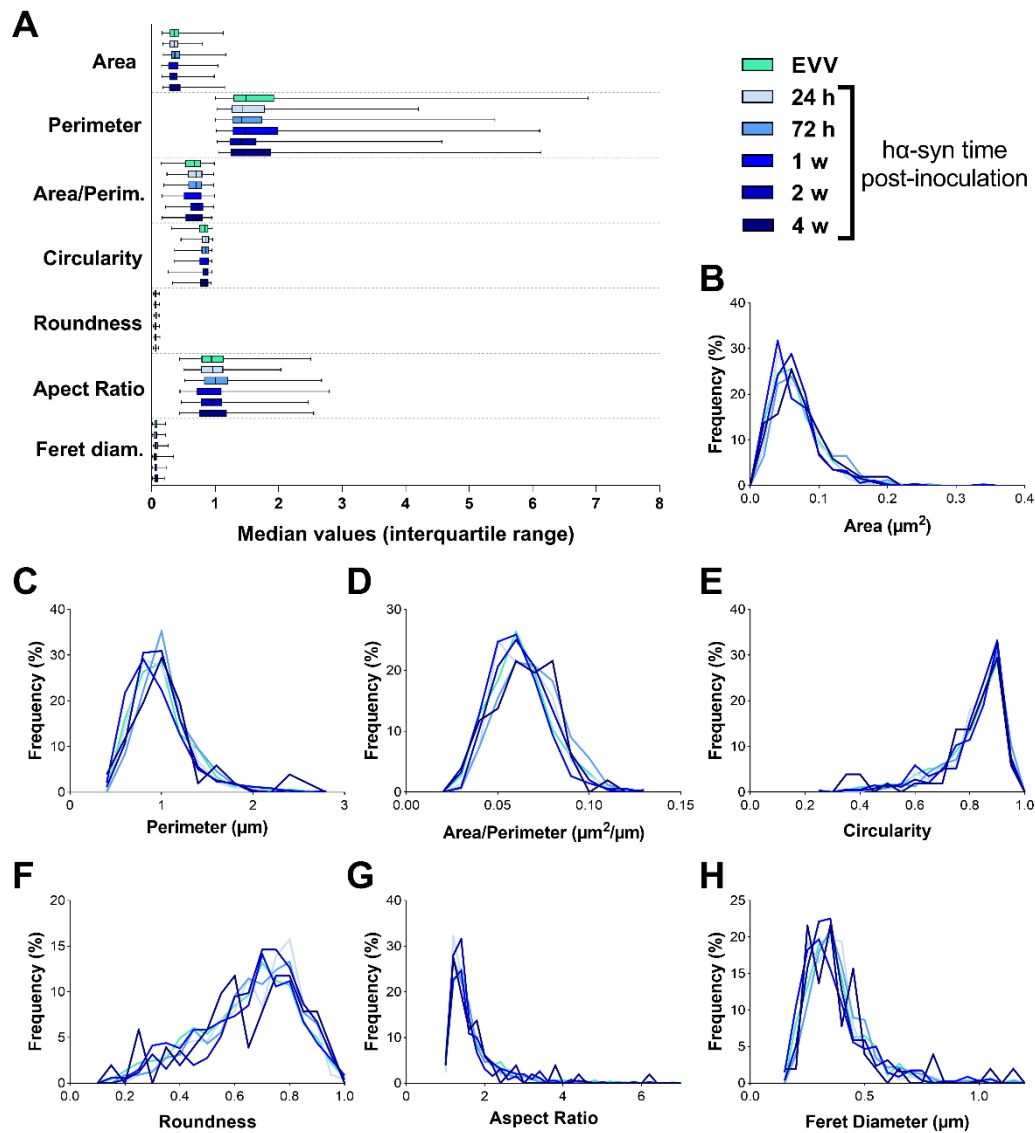 A
Area
Perimeter
Area/Perim.
Circularity
Roundness
Apect Ratio
Feret diam.
0 1 2 3 4 5 6 7 8
Median values (interquartile range)
EVV
24 h
72 h
1 w
2 w
4 w
hα-syn time
post-inoculation
B
Frequency (%)
40
30
20
10
0
0.0 0.1 0.2 0.3 0.4
Area (µm²)
C
Frequency (%)
40
30
20
10
0
0 1 2 3
Perimeter (µm)
D
Frequency (%)
30
20
10
0
0.00 0.05 0.10 0.15
Area/Perimeter (µm²/µm)
E
Frequency (%)
40
30
20
10
0
0.2 0.4 0.6 0.8 1.0
Circularity
F
Frequency (%)
20
15
10
5
0
0.0 0.2 0.4 0.6 0.8 1.0
Roundness
G
Frequency (%)
40
30
20
10
0
2 4 6
Aspect Ratio
H
Frequency (%)
25
20
15
10
5
0
0.0 0.5 1.0
Feret Diameter (µm)